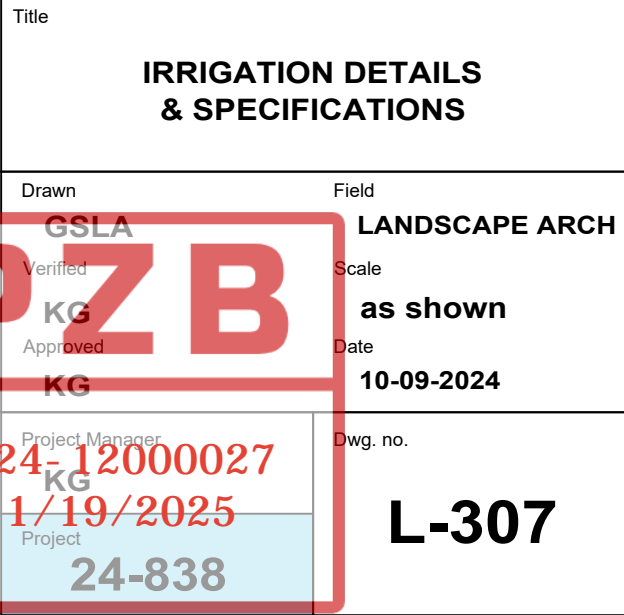 Title
IRRIGATION DETAILS
& SPECIFICATIONS
Drawn
GSLA
Field
LANDSCAPE ARCH
Verified
KG
Scale
as shown
Approved
KG
Date
10-09-2024
PZB
Project Manager
KG
24-12000027
1/19/2025
Project
24-838
Dwg. no.
L-307